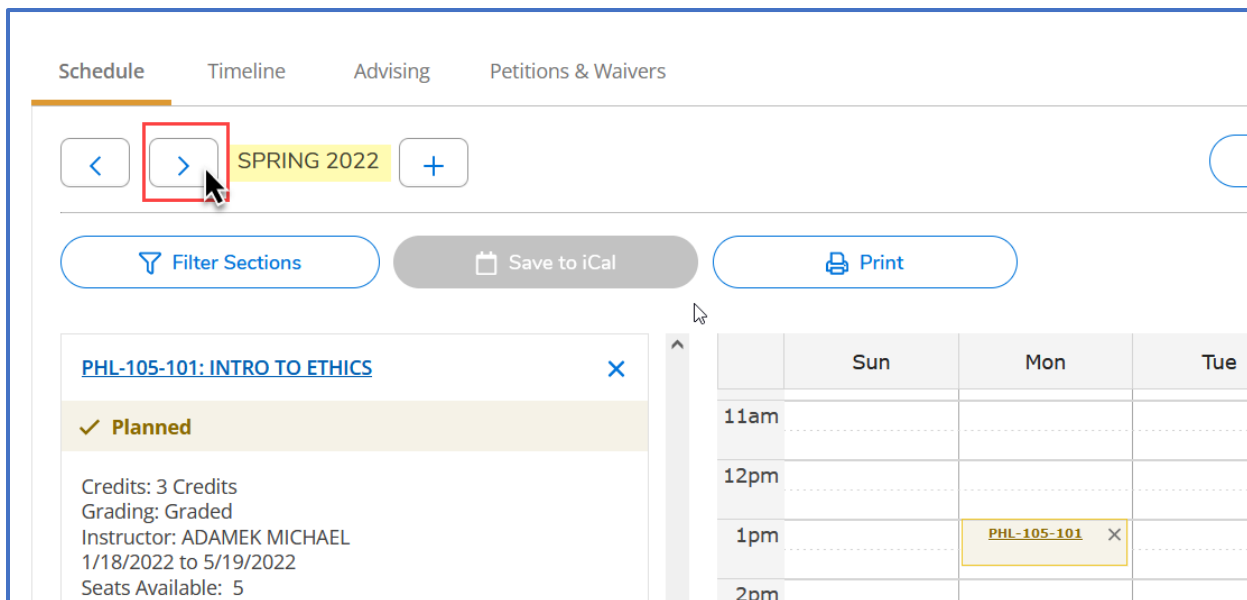 Schedule Timeline Advising Petitions & Waivers
SPRING 2022
Filter Sections Save to iCal Print
PHL-105-101: INTRO TO ETHICS
Planned
Credits: 3 Credits
Grading: Graded
Instructor: ADAMEK MICHAEL
1/18/2022 to 5/19/2022
Seats Available: 5
Sun Mon Tue
11am
12pm
1pm PHL-105-101
2pm